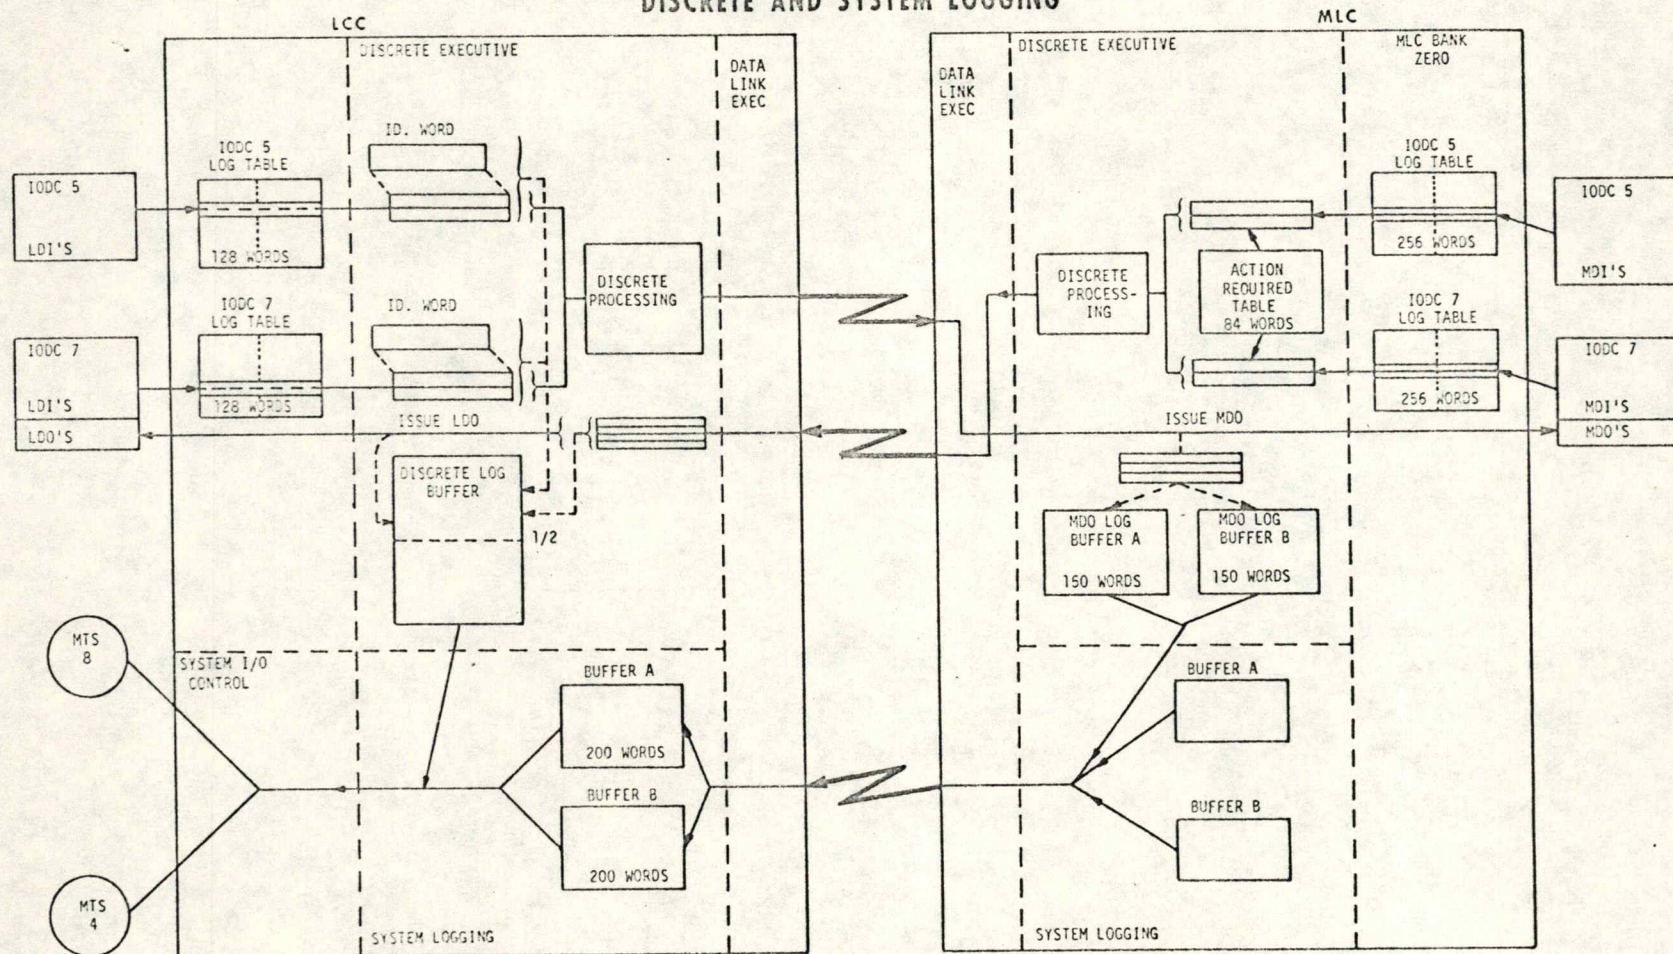 DISCRETE AND SYSTEM LOGGING
LCC
DISCRETE EXECUTIVE
DATA
LINK
EXEC
ID. WORD
IODC 5
LOG TABLE
128 WORDS
IODC 5
LDI'S
DISCRETE
PROCESSING
ID. WORD
IODC 7
LOG TABLE
128 WORDS
IODC 7
LDI'S
LDO'S
ISSUE LDO
DISCRETE LOG
BUFFER
1/2
MTS
8
SYSTEM I/O
CONTROL
BUFFER A
200 WORDS
BUFFER B
200 WORDS
MTS
4
SYSTEM LOGGING
MLC
DATA
LINK
EXEC
DISCRETE EXECUTIVE
MLC BANK
ZERO
IODC 5
LOG TABLE
256 WORDS
IODC 5
MDI'S
DISCRETE
PROCESS-
ING
ACTION
REQUIRED
TABLE
84 WORDS
IODC 7
LOG TABLE
256 WORDS
IODC 7
MDI'S
MDO'S
ISSUE MDO
MDO LOG
BUFFER A
150 WORDS
MDO LOG
BUFFER B
150 WORDS
BUFFER A
BUFFER B
SYSTEM LOGGING